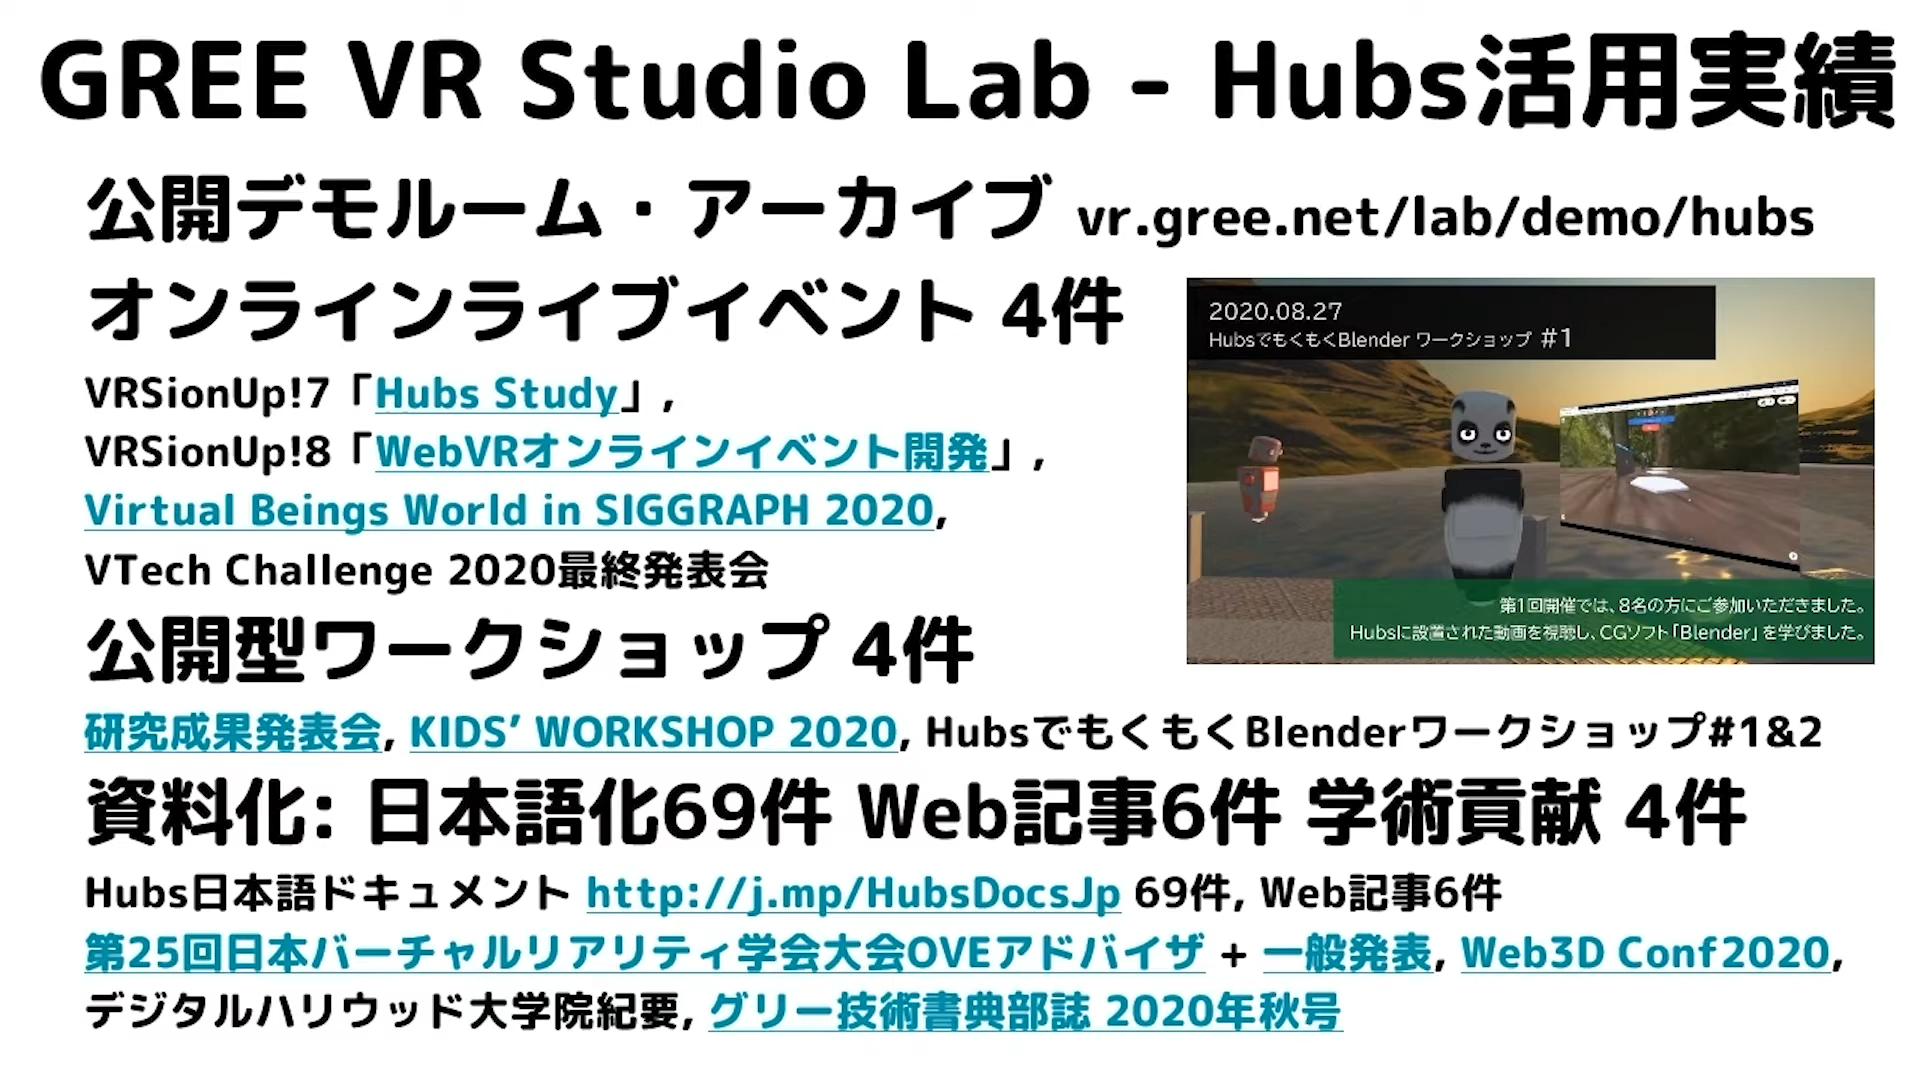 GREE VR Studio Lab - Hubs活用実績
公開デモルーム・アーカイブ vr.gree.net/lab/demo/hubs
オンラインライブイベント 4件
VRSionUp!7「Hubs Study」,
VRSionUp!8「WebVRオンラインイベント開発」,
Virtual Beings World in SIGGRAPH 2020,
VTech Challenge 2020最終発表会
2020.08.27
HubsでもくもくBlender ワークショップ #1
第1回開催では、8名の方にご参加いただきました。
Hubsに設置された動画を視聴し、CGソフト「Blender」を学びました。
公開型ワークショップ 4件
研究成果発表会, KIDS’ WORKSHOP 2020, HubsでもくもくBlenderワークショップ#1&2
資料化: 日本語化69件 Web記事6件 学術貢献 4件
Hubs日本語ドキュメント http://j.mp/HubsDocsJp 69件, Web記事6件
第25回日本バーチャルリアリティ学会大会OVEアドバイザ + 一般発表, Web3D Conf2020,
デジタルハリウッド大学院紀要, グリー技術書典部誌 2020年秋号